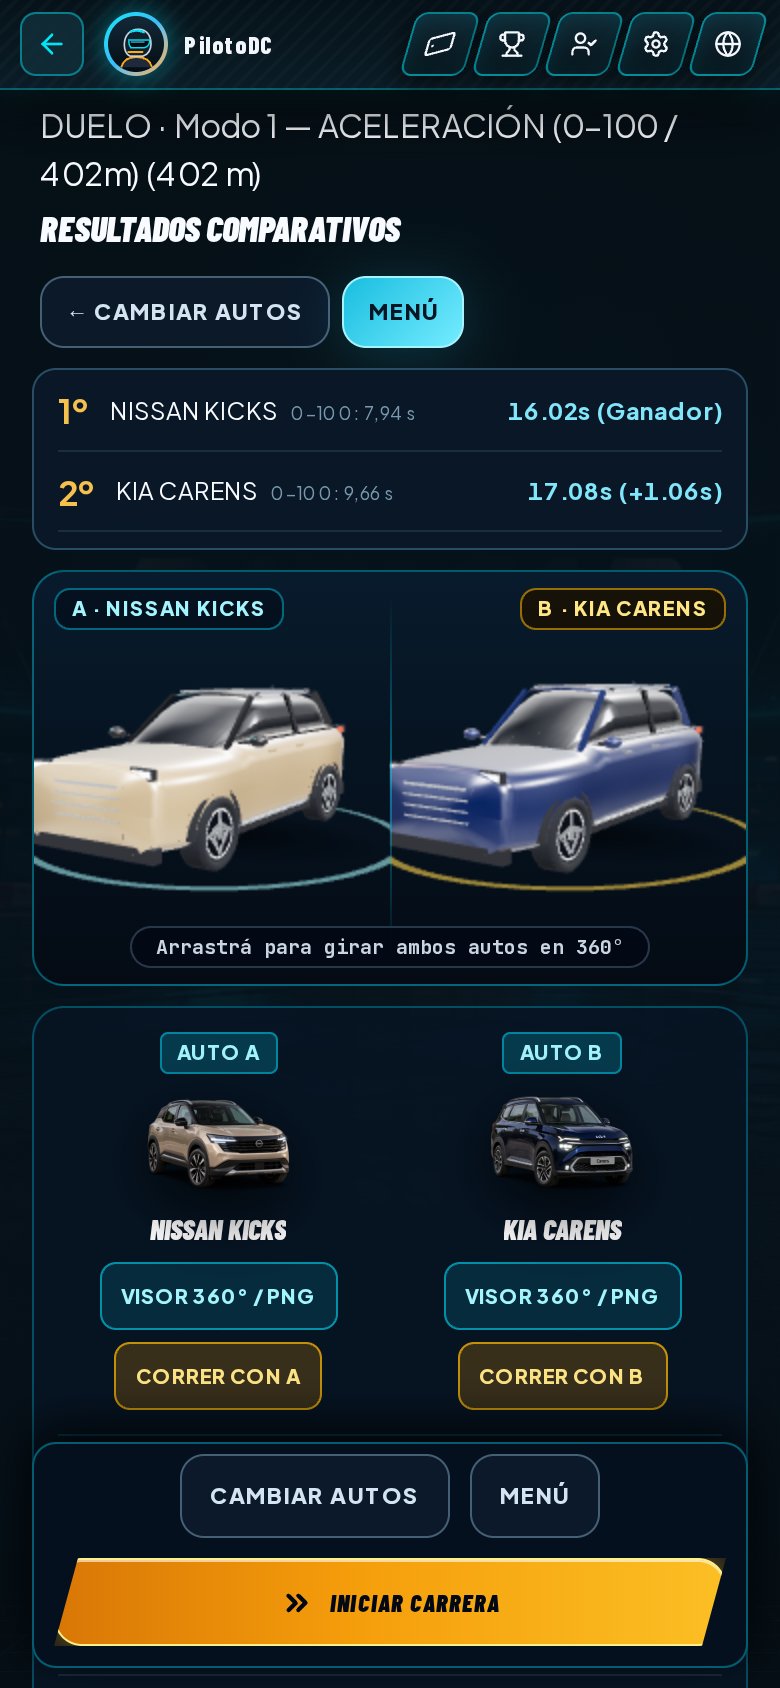 PilotoDC
DUELO · Modo 1 — ACELERACIÓN (0–100 /
402m) (402 m)
RESULTADOS COMPARATIVOS
← CAMBIAR AUTOS
MENÚ
1º NISSAN KICKS 0–100: 7,94 s 16.02s (Ganador)
2º KIA CARENS 0–100: 9,66 s 17.08s (+1.06s)
A · NISSAN KICKS
B · KIA CARENS
Arrastrá para girar ambos autos en 360°
AUTO A
AUTO B
NISSAN KICKS
KIA CARENS
VISOR 360° / PNG
VISOR 360° / PNG
CORRER CON A
CORRER CON B
CAMBIAR AUTOS
MENÚ
INICIAR CARRERA